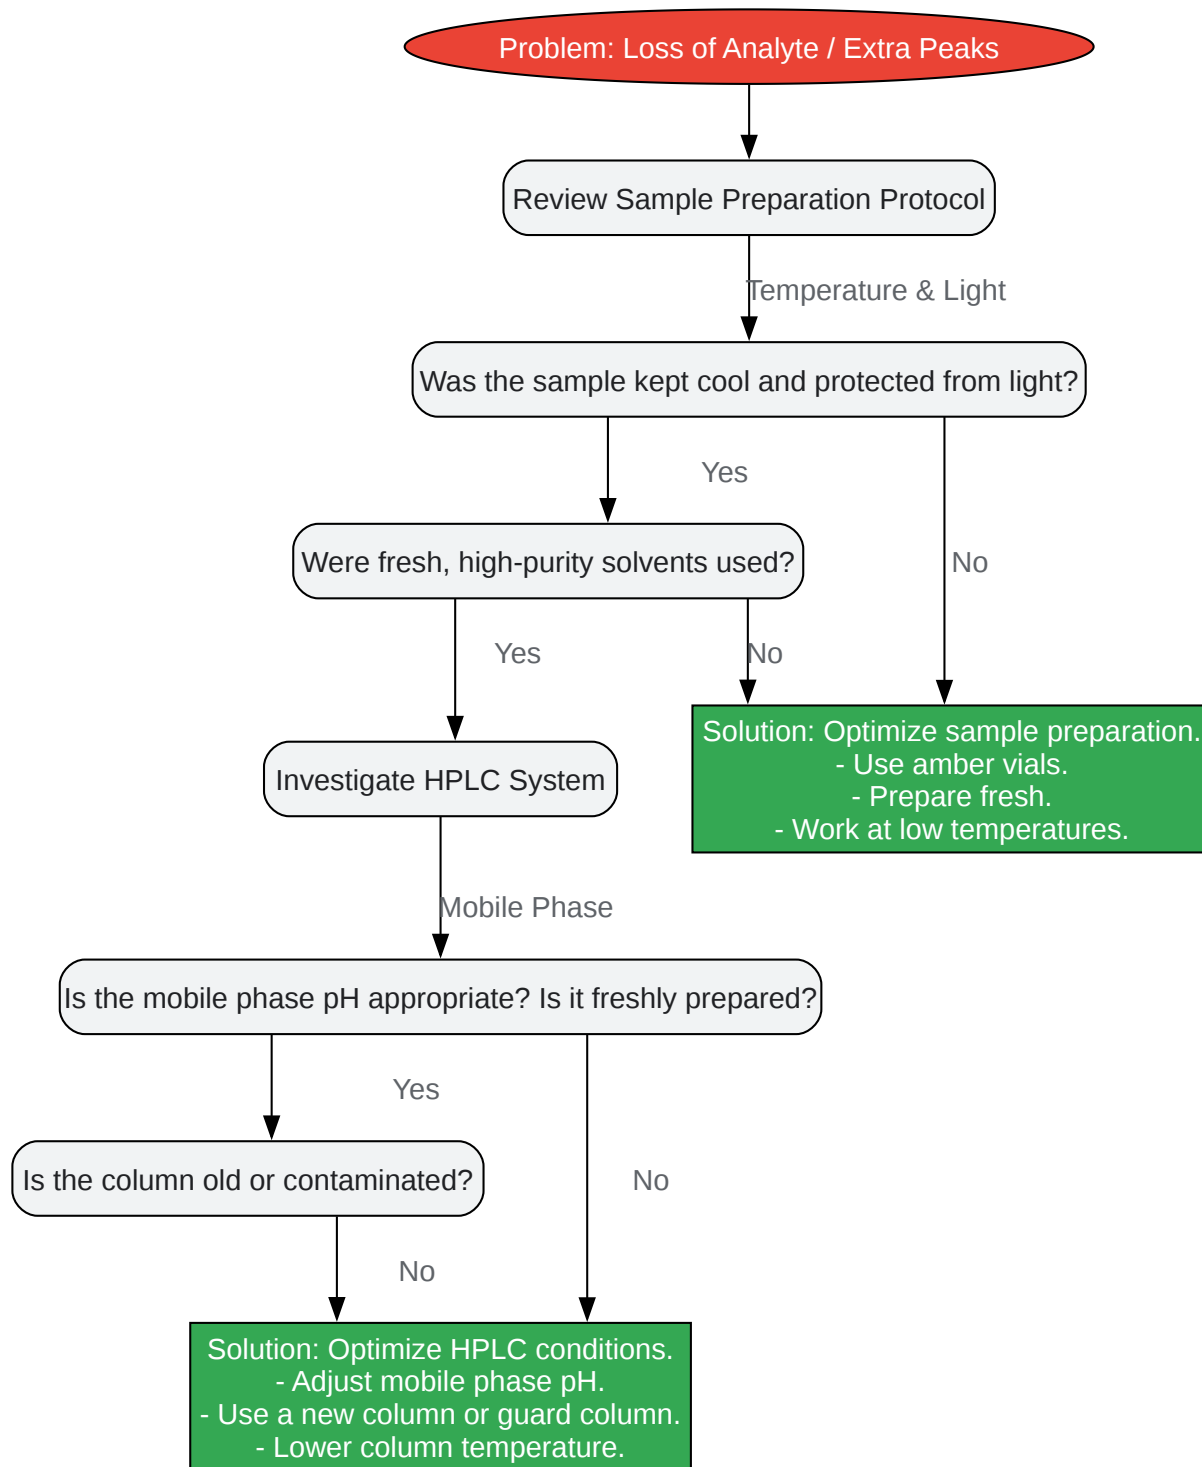 Problem: Loss of Analyte / Extra Peaks
Review Sample Preparation Protocol
Temperature & Light
Was the sample kept cool and protected from light?
Yes
Were fresh, high-purity solvents used?
No
Yes
No
Solution: Optimize sample preparation.
- Use amber vials.
- Prepare fresh.
- Work at low temperatures.
Investigate HPLC System
Mobile Phase
Is the mobile phase pH appropriate? Is it freshly prepared?
Yes
Is the column old or contaminated?
No
No
Solution: Optimize HPLC conditions.
- Adjust mobile phase pH.
- Use a new column or guard column.
- Lower column temperature.